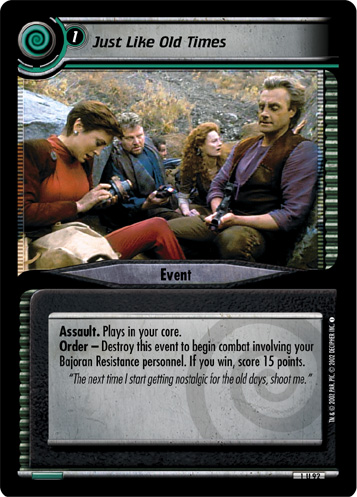 1
Just Like Old Times
Event
Assault. Plays in your core.
Order – Destroy this event to begin combat involving your
Bajoran Resistance personnel. If you win, score 15 points.
"The next time I start getting nostalgic for the old days, shoot me."
TM & © 2002 PAR. PIC. © 2002 DECIPHER INC.
1 U 92